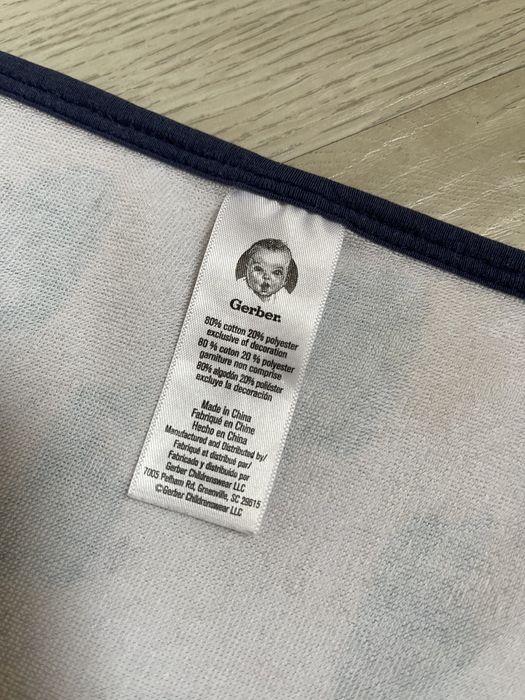 Gerber.
80% cotton 20% polyester
exclusive of decoration
80 % coton 20 % polyester
garniture non comprise
80% algodón 20% poliéster
excluye la decoración
Made in China
Fabriqué en Chine
Hecho en China
Manufactured and Distributed by/
Fabriqué et distribué par/
Fabricado y distribuido por
Gerber Childrenswear LLC
7005 Pelham Rd, Greenville, SC 29615
©Gerber Childrenswear LLC